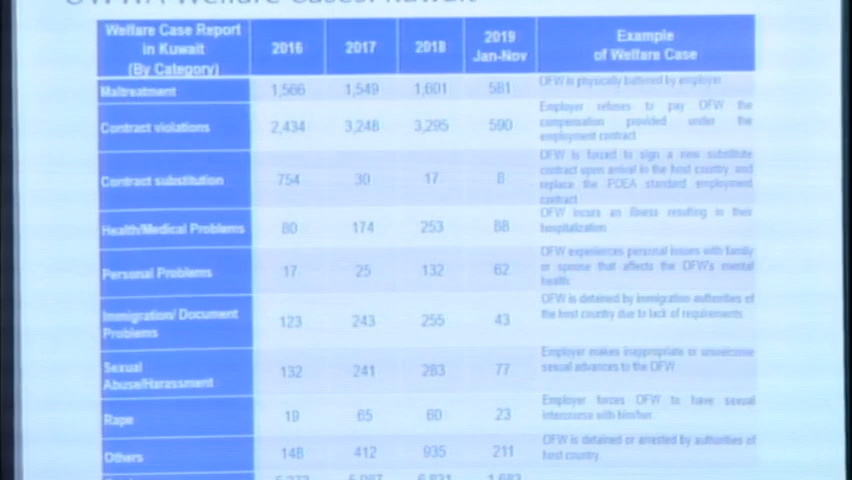 OWWA Welfare Cases: Kuwait
Welfare Case Report
in Kuwait
(By Category)
2016
2017
2018
2019
Jan-Nov
Example
of Welfare Case
Maltreatment
1,566
1,549
1,601
581
OFW is physically battered by employer
Contract violations
2,434
3,248
3,295
590
Employer refuses to pay OFW the
compensation provided under the
employment contract
Contract substitution
754
30
17
8
OFW is forced to sign a new substitute
contract upon arrival in the host country and
replace the POEA standard employment
contract
Health/Medical Problems
80
174
253
88
OFW incurs an illness resulting in their
hospitalization
Personal Problems
17
25
132
62
OFW experiences personal issues with family
or spouse that affects the OFW's mental
health
Immigration/ Document
Problems
123
243
255
43
OFW is detained by immigration authorities of
the host country due to lack of requirements
Sexual
Abuse/Harassment
132
241
283
77
Employer makes inappropriate or unwelcome
sexual advances to the OFW
Rape
19
65
60
23
Employer forces OFW to have sexual
intercourse with him/her
Others
148
412
935
211
OFW is detained or arrested by authorities of
host country
6,831
1,683